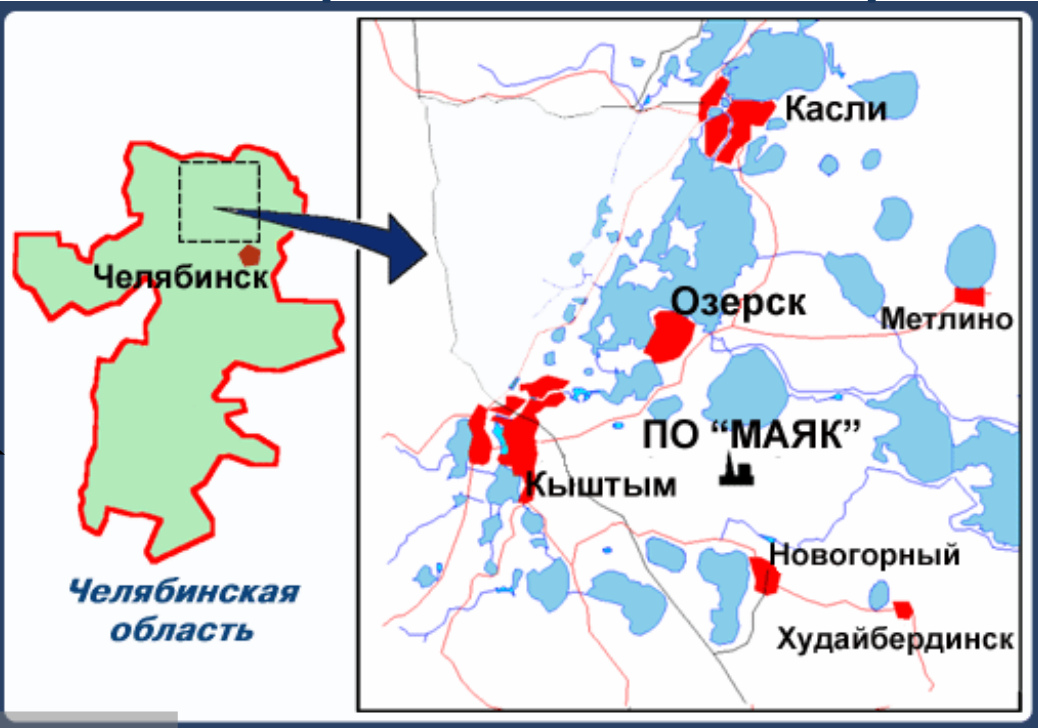 Челябинск
Челябинская
область
Касли
Озерск
Метлино
ПО “МАЯК”
Кыштым
Новогорный
Худайбердинск